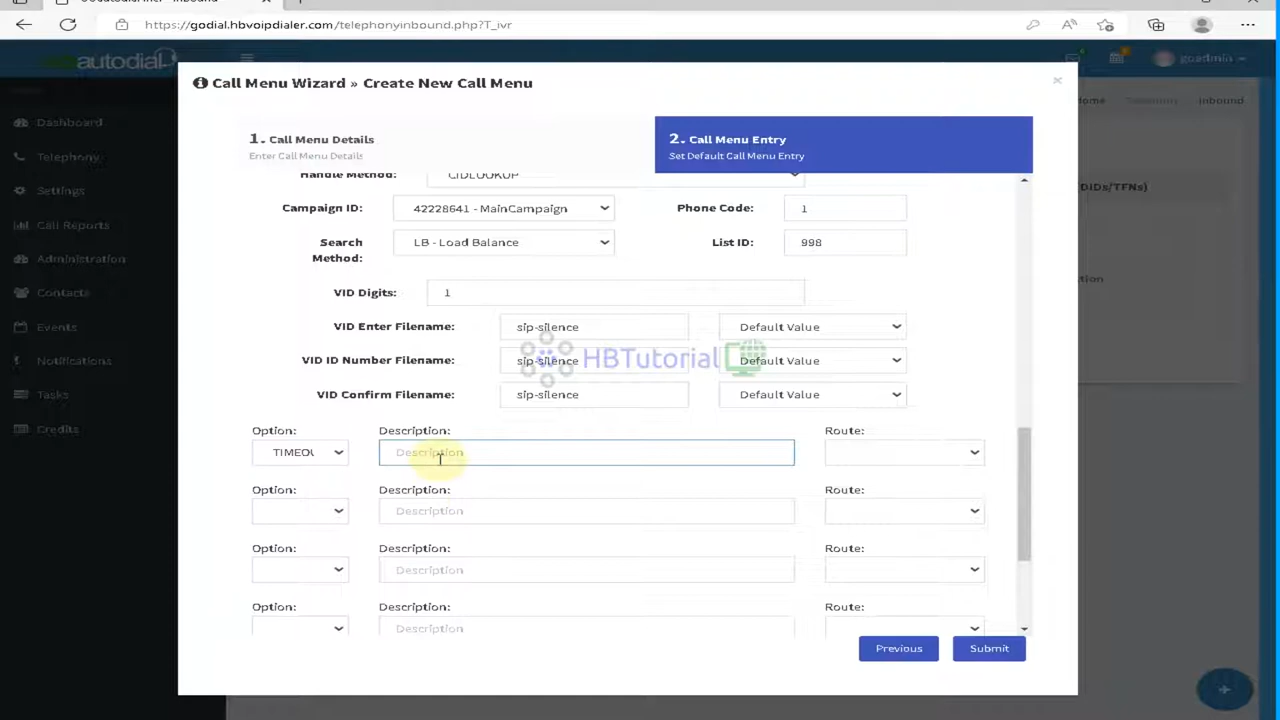 https://godial.hbvoipdialer.com/telephonyinbound.php?T_ivr
autodial
goadmin
Call Menu Wizard » Create New Call Menu
×
Home
Inbound
1. Call Menu Details
Enter Call Menu Details
2. Call Menu Entry
Set Default Call Menu Entry
Dashboard
Telephony
Settings
Call Reports
Administration
Contacts
Events
Notifications
Tasks
Credits
(DIDs/TFNs)
Handle Method: CIDLOOKUP
Campaign ID: 42228641 - MainCampaign Phone Code: 1
Search Method: LB - Load Balance List ID: 998
VID Digits: 1
VID Enter Filename: sip-silence Default Value
VID ID Number Filename: sip-silence Default Value
VID Confirm Filename: sip-silence Default Value
HBTutorial
Option: Description: Route:
TIMEOU Description
Option: Description: Route:
Description
Option: Description: Route:
Description
Option: Description: Route:
Description
Previous Submit
+